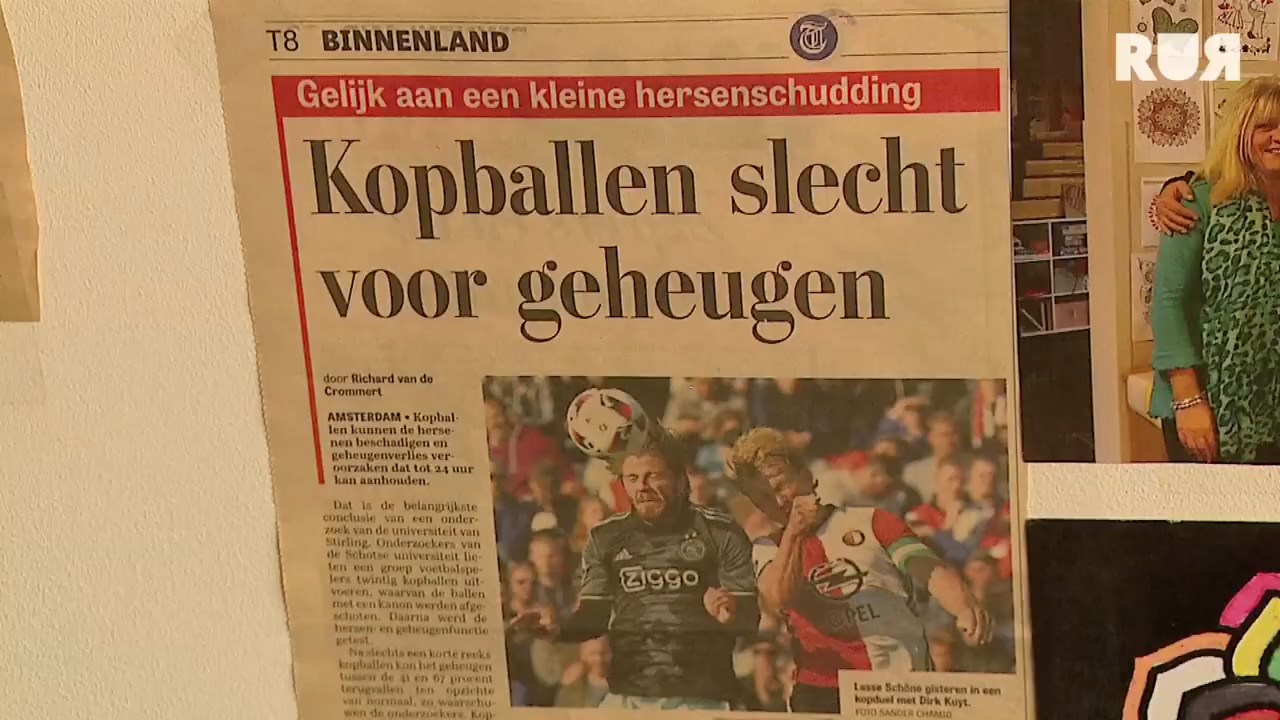 RUR
T8 BINNENLAND
Gelijk aan een kleine hersenschudding
Kopballen slecht
voor geheugen
door Richard van de
Crommert
AMSTERDAM • Kopbal-
len kunnen de herse-
nen beschadigen en
geheugenverlies ver-
oorzaken dat tot 24 uur
kan aanhouden.
Dat is de belangrijkste
conclusie van een onder-
zoek van de universiteit van
Stirling. Onderzoekers van
de Schotse universiteit lie-
ten een groep voetbalspe-
lers twintig kopballen uit-
voeren, waarvan de ballen
met een kanon werden afge-
schoten. Daarna werd de
hersen- en geheugenfunctie
getest.
Na slechts een korte reeks
kopballen kon het geheugen
tussen de 41 en 67 procent
terugvallen ten opzichte
van normaal, zo waarschu-
wen de onderzoekers. Kop-
ZIGGO
OPEL
Lasse Schöne gisteren in een
kopduel met Dirk Kuyt.
FOTO SANDER CHAMID